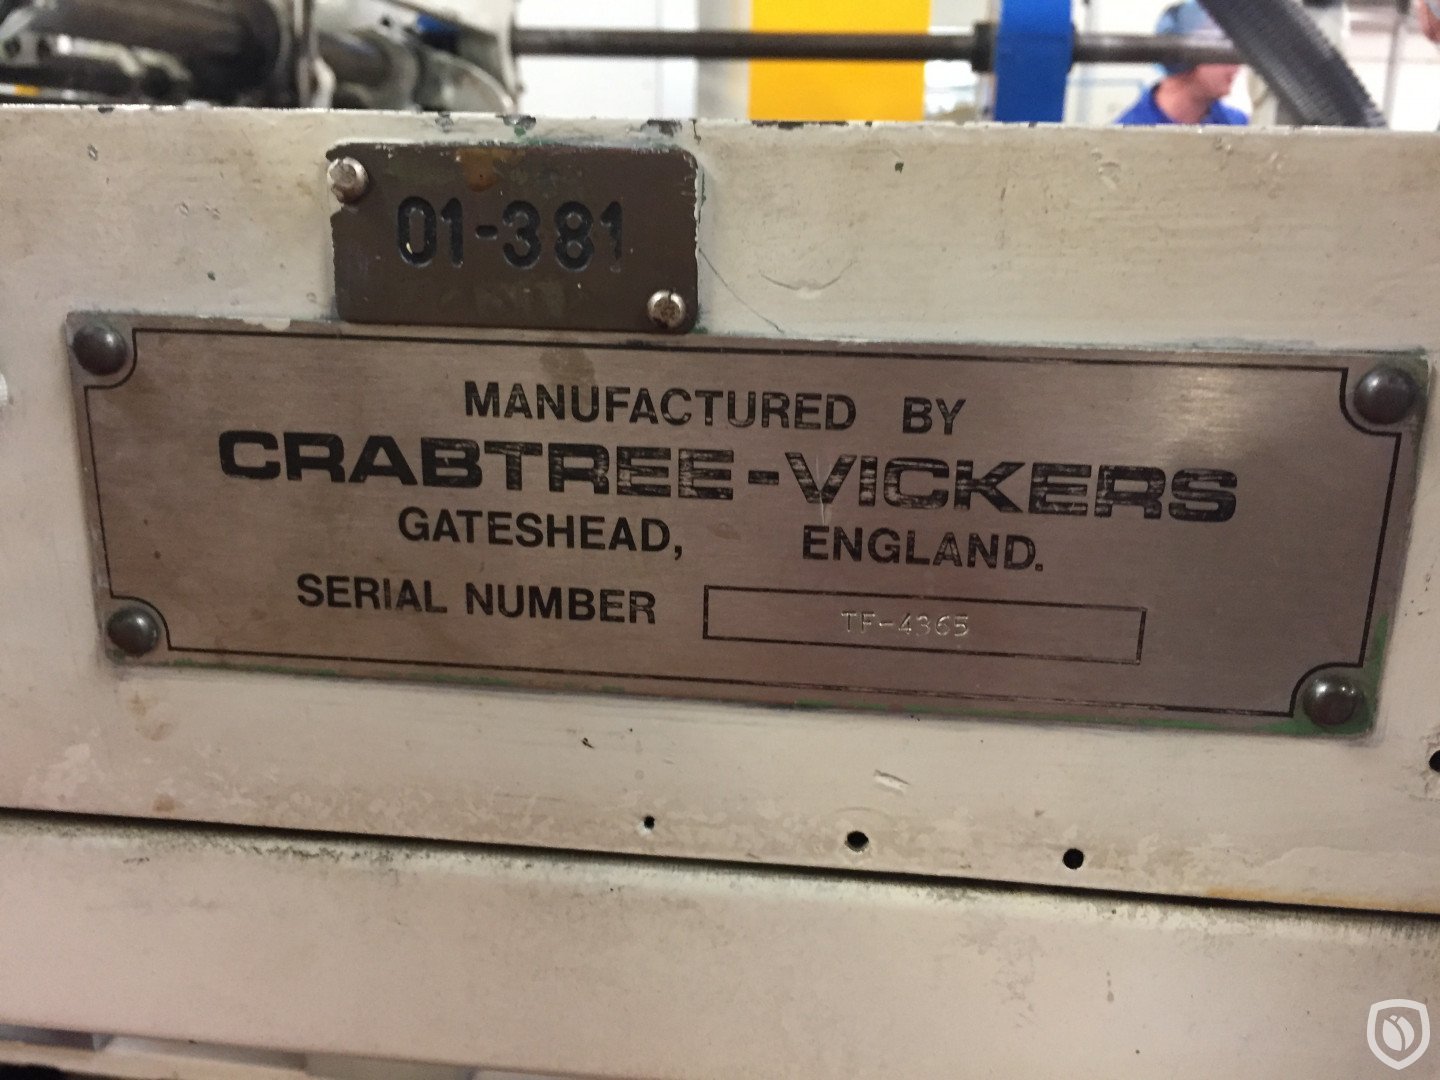 01-381
MANUFACTURED BY
CRABTREE-VICKERS
GATESHEAD, ENGLAND.
SERIAL NUMBER TF-4365